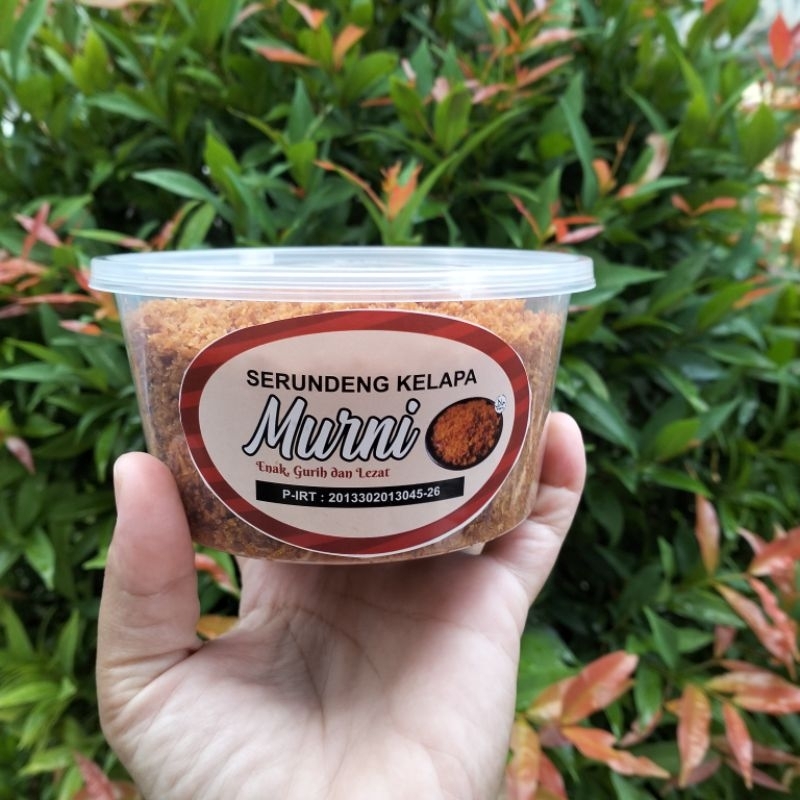 SERUNDENG KELAPA
Murni
Enak, Gurih dan Lezat
P-IRT : 2013302013045-26